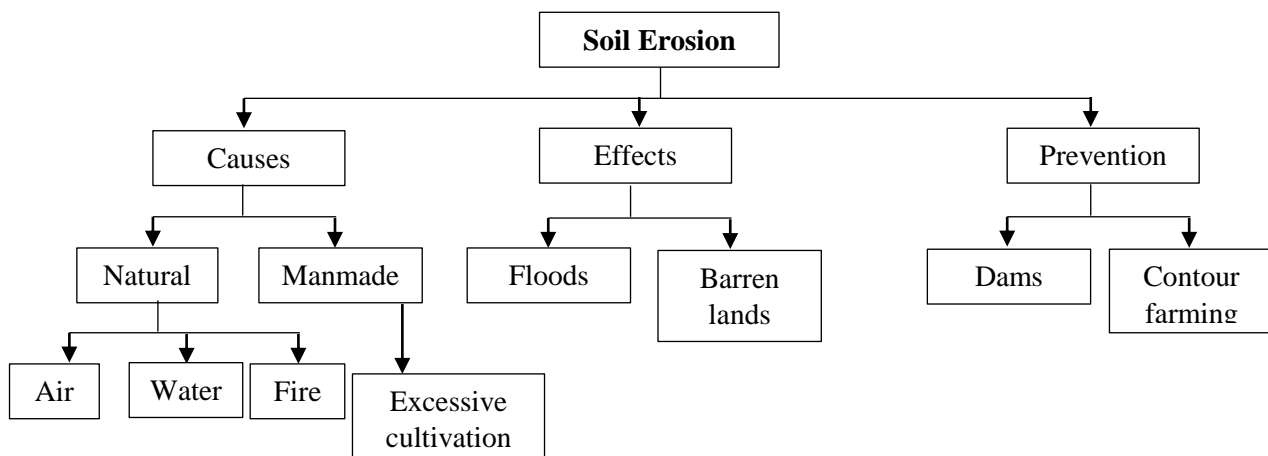 Soil Erosion
Causes
Effects
Prevention
Natural
Manmade
Floods
Barren
lands
Dams
Contour
farming
Air
Water
Fire
Excessive
cultivation